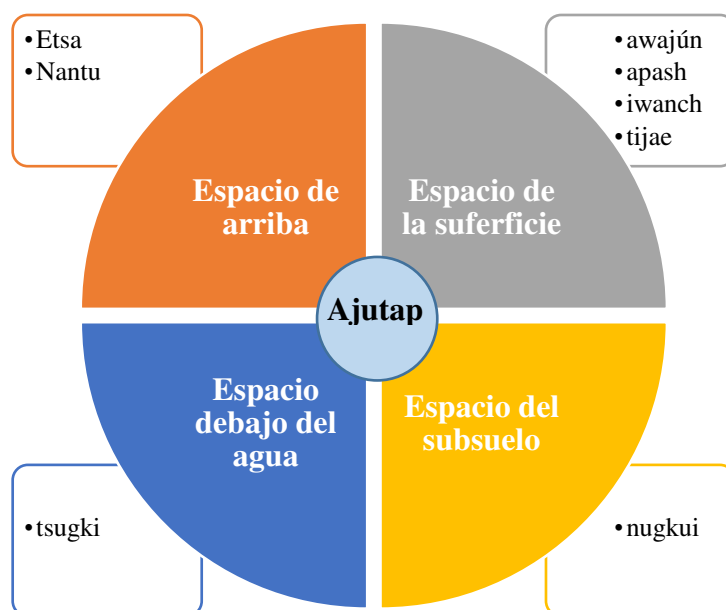 •Etsa
•Nantu
•awajún
•apash
•iwanch
•tijae
Espacio de
arriba
Espacio de
la suferficie
Ajutap
Espacio
debajo del
agua
Espacio del
subsuelo
•tsugki
•nugkui